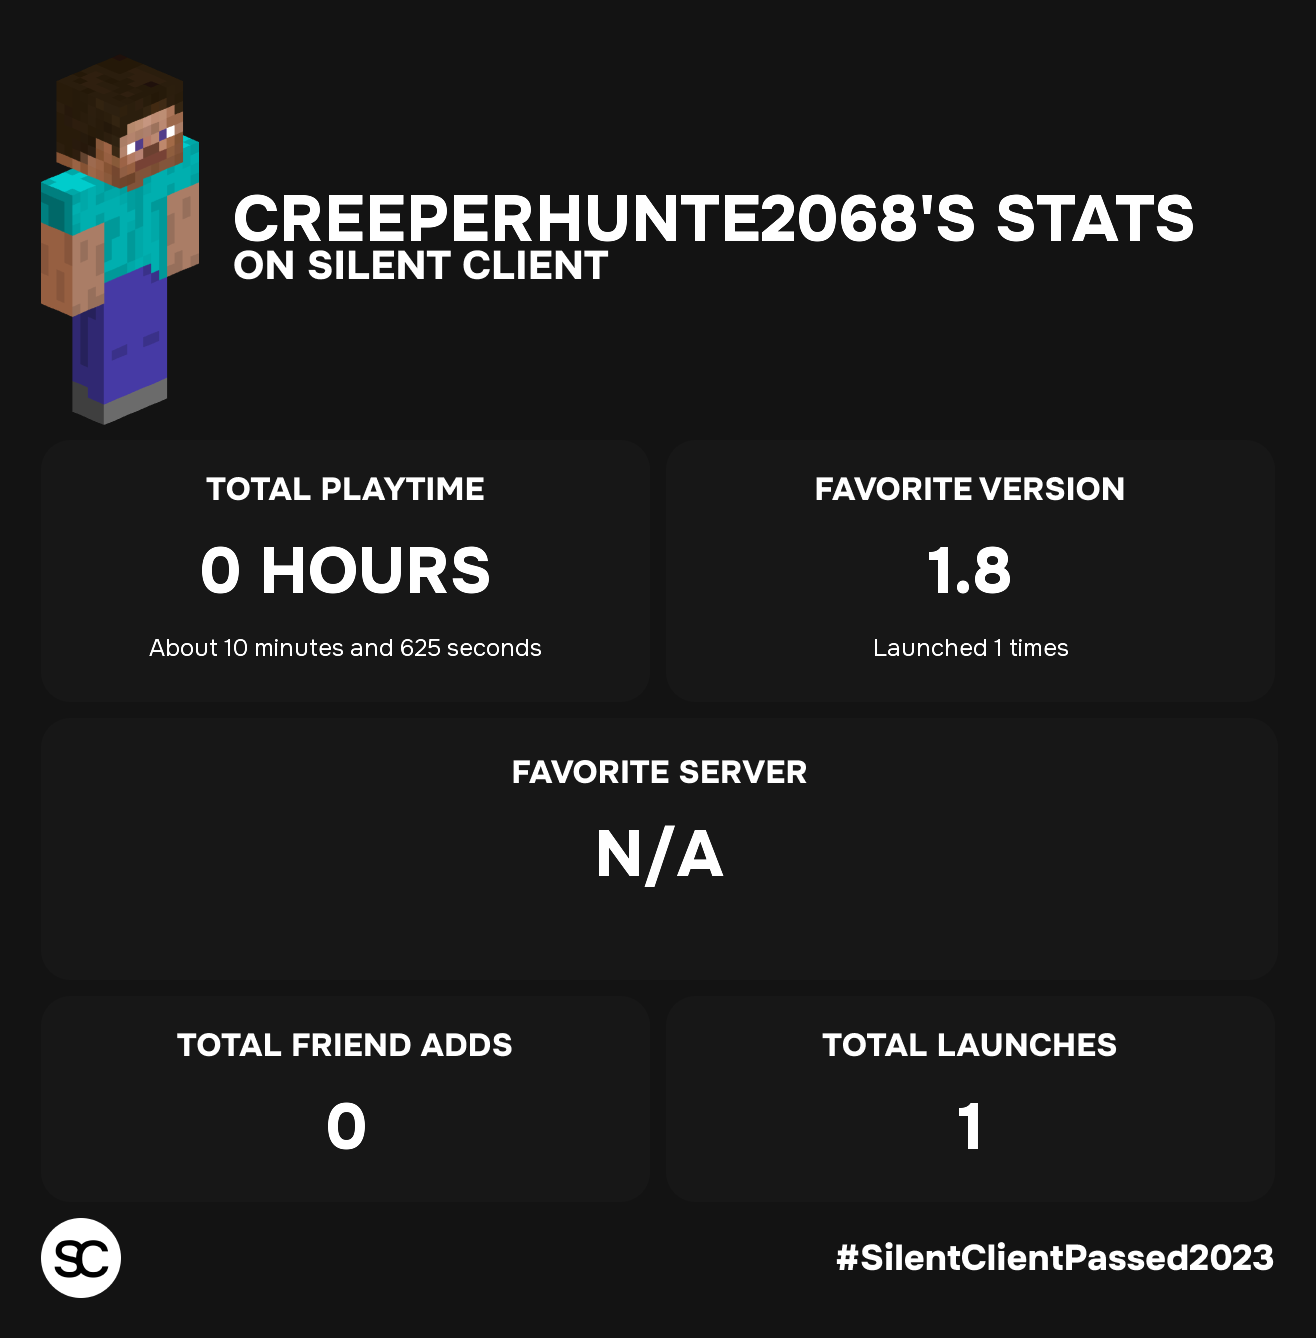 CREEPERHUNTE2068'S STATS
ON SILENT CLIENT
TOTAL PLAYTIME
0 HOURS
About 10 minutes and 625 seconds
FAVORITE VERSION
1.8
Launched 1 times
FAVORITE SERVER
N/A
TOTAL FRIEND ADDS
0
TOTAL LAUNCHES
1
SC
#SilentClientPassed2023